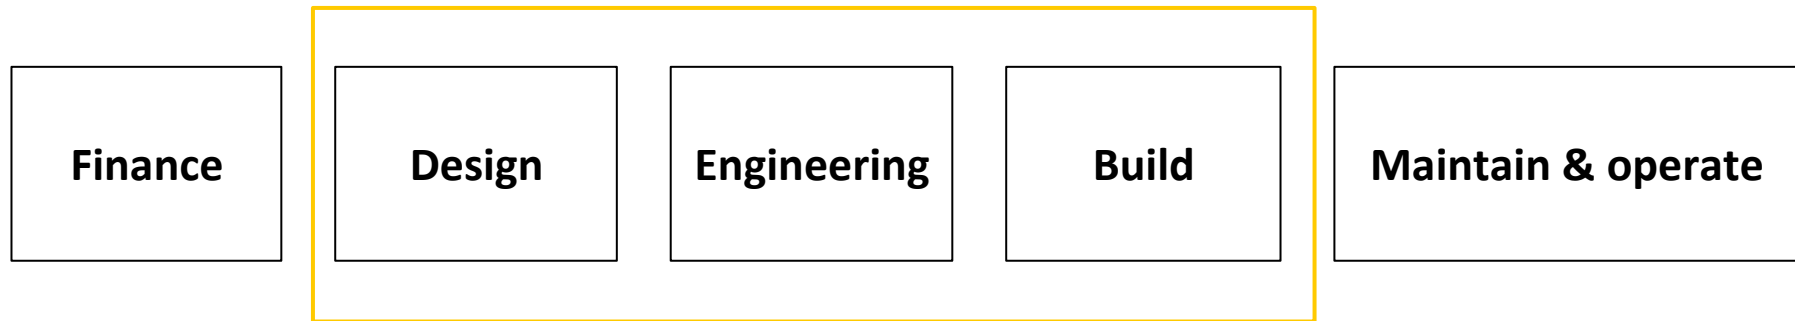 Finance
Design
Engineering
Build
Maintain & operate